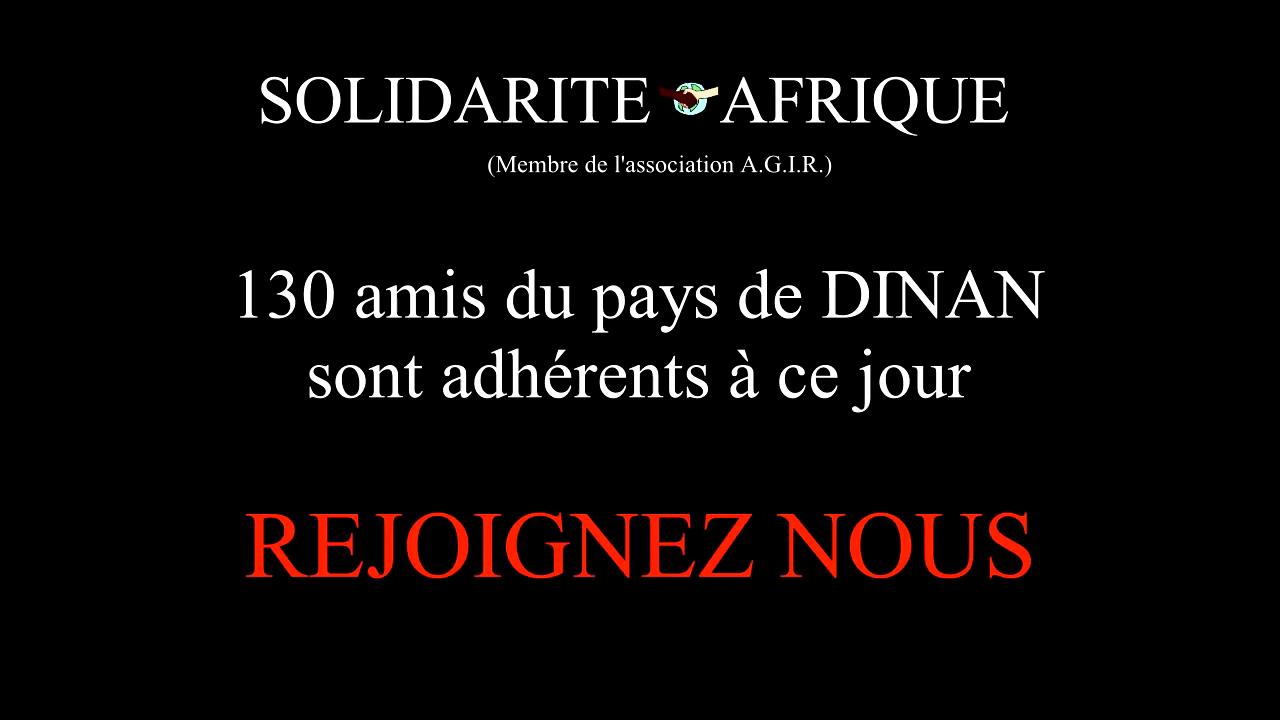 SOLIDARITE AFRIQUE
(Membre de l'association A.G.I.R.)
130 amis du pays de DINAN
sont adhérents à ce jour
REJOIGNEZ NOUS